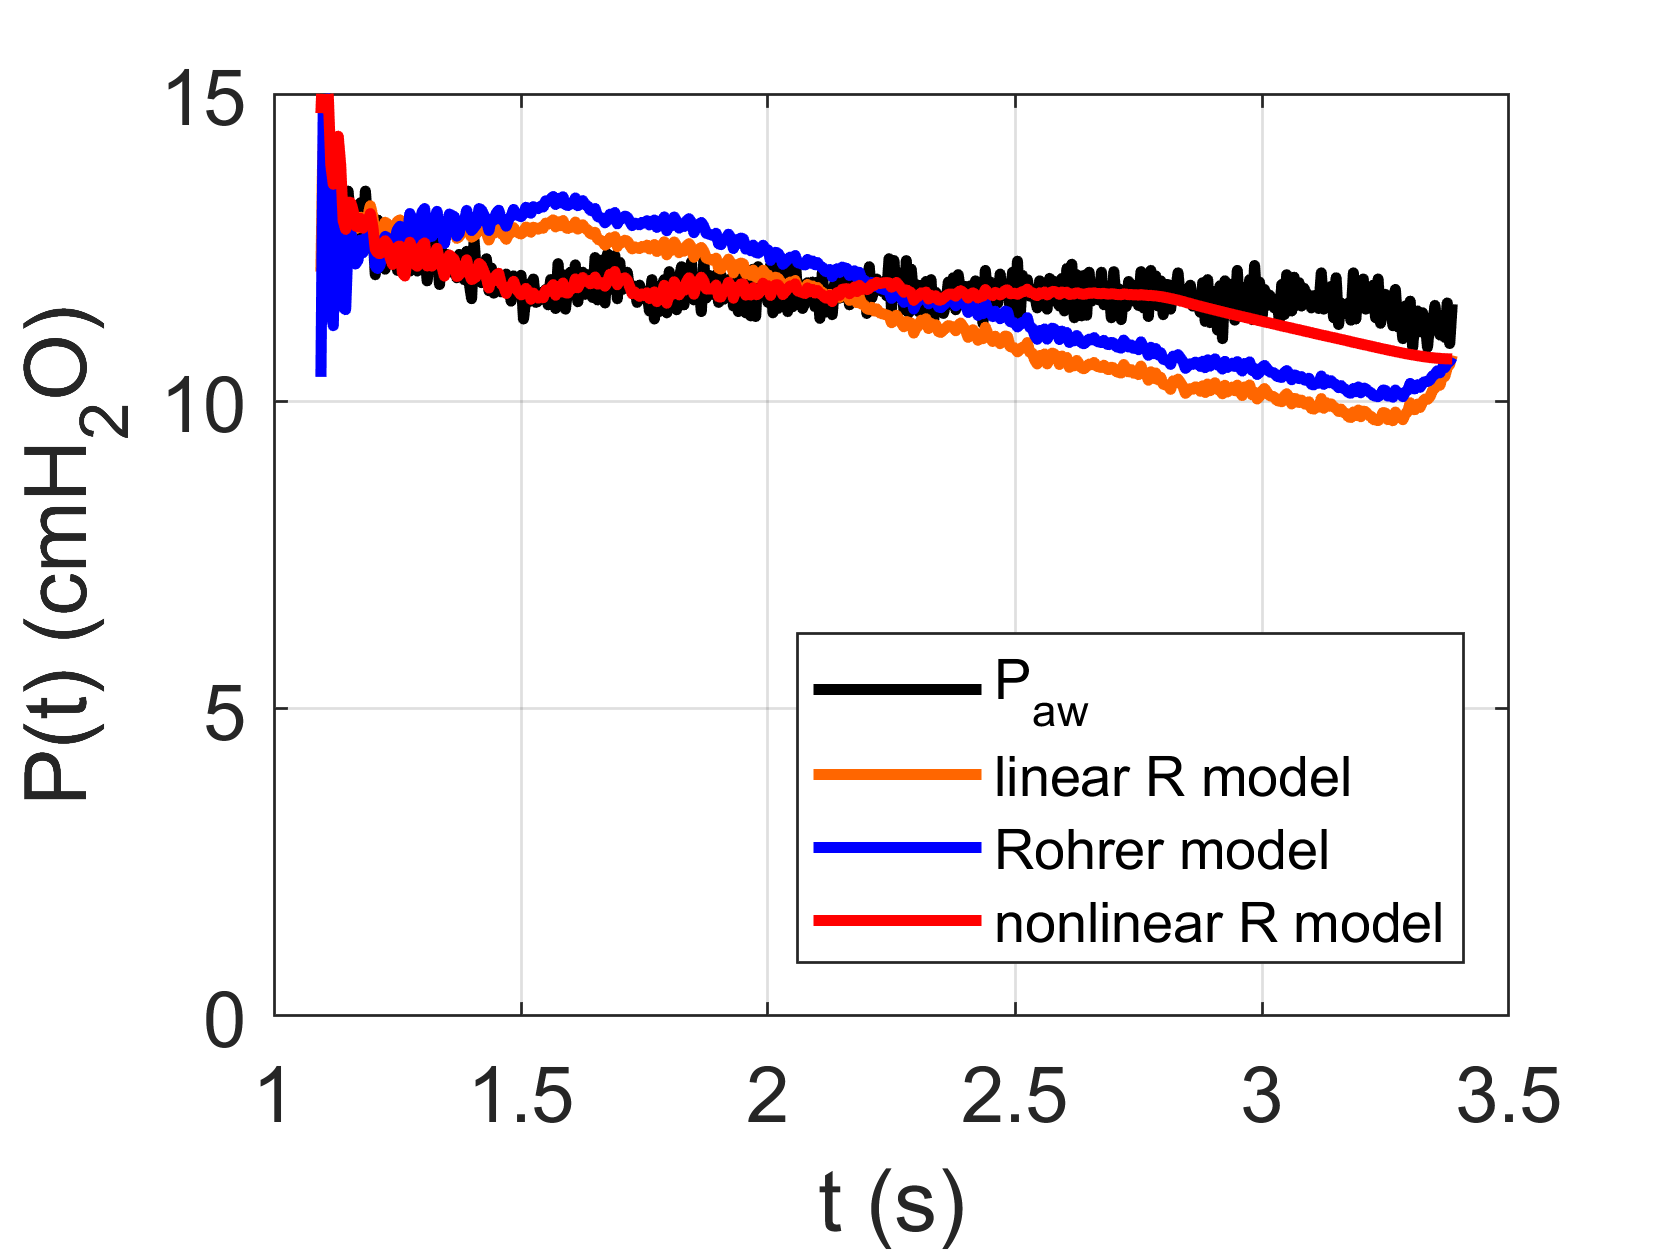 P(t) (cmH2O)
15
10
5
0
1 1.5 2 2.5 3 3.5
t (s)
Paw
linear R model
Rohrer model
nonlinear R model